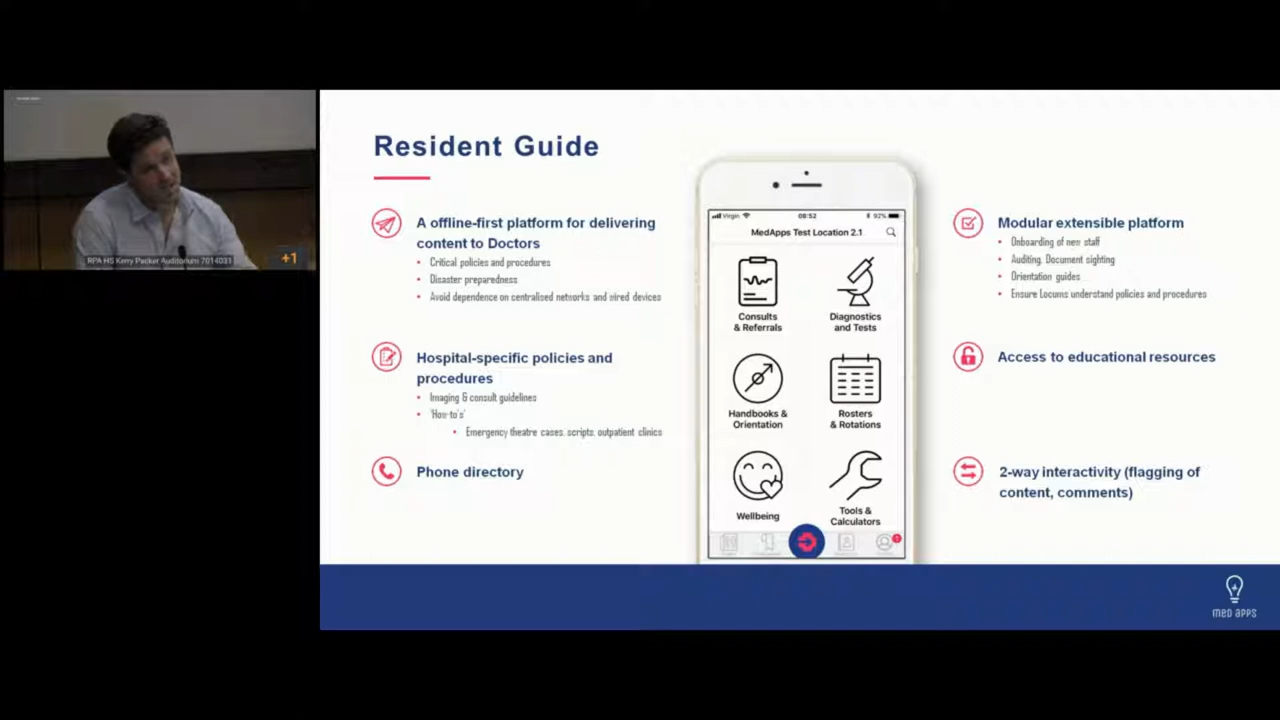 RPA HS Kerry Packer Auditorium 7014031
+1
Resident Guide
A offline-first platform for delivering
content to Doctors
Critical policies and procedures
Disaster preparedness
Avoid dependence on centralised networks and 'wired' devices
Hospital-specific policies and
procedures
Imaging & consult guidelines
'How-to's'
Emergency theatre cases, scripts, outpatient clinics
Phone directory
Virgin
08:52
92%
MedApps Test Location 2.1
Consults
& Referrals
Diagnostics
and Tests
Handbooks &
Orientation
Rosters
& Rotations
Wellbeing
Tools &
Calculators
Modular extensible platform
Onboarding of new staff
Auditing, Document sighting
Orientation guides
Ensure Locums understand policies and procedures
Access to educational resources
2-way interactivity (flagging of
content, comments)
MED APPS